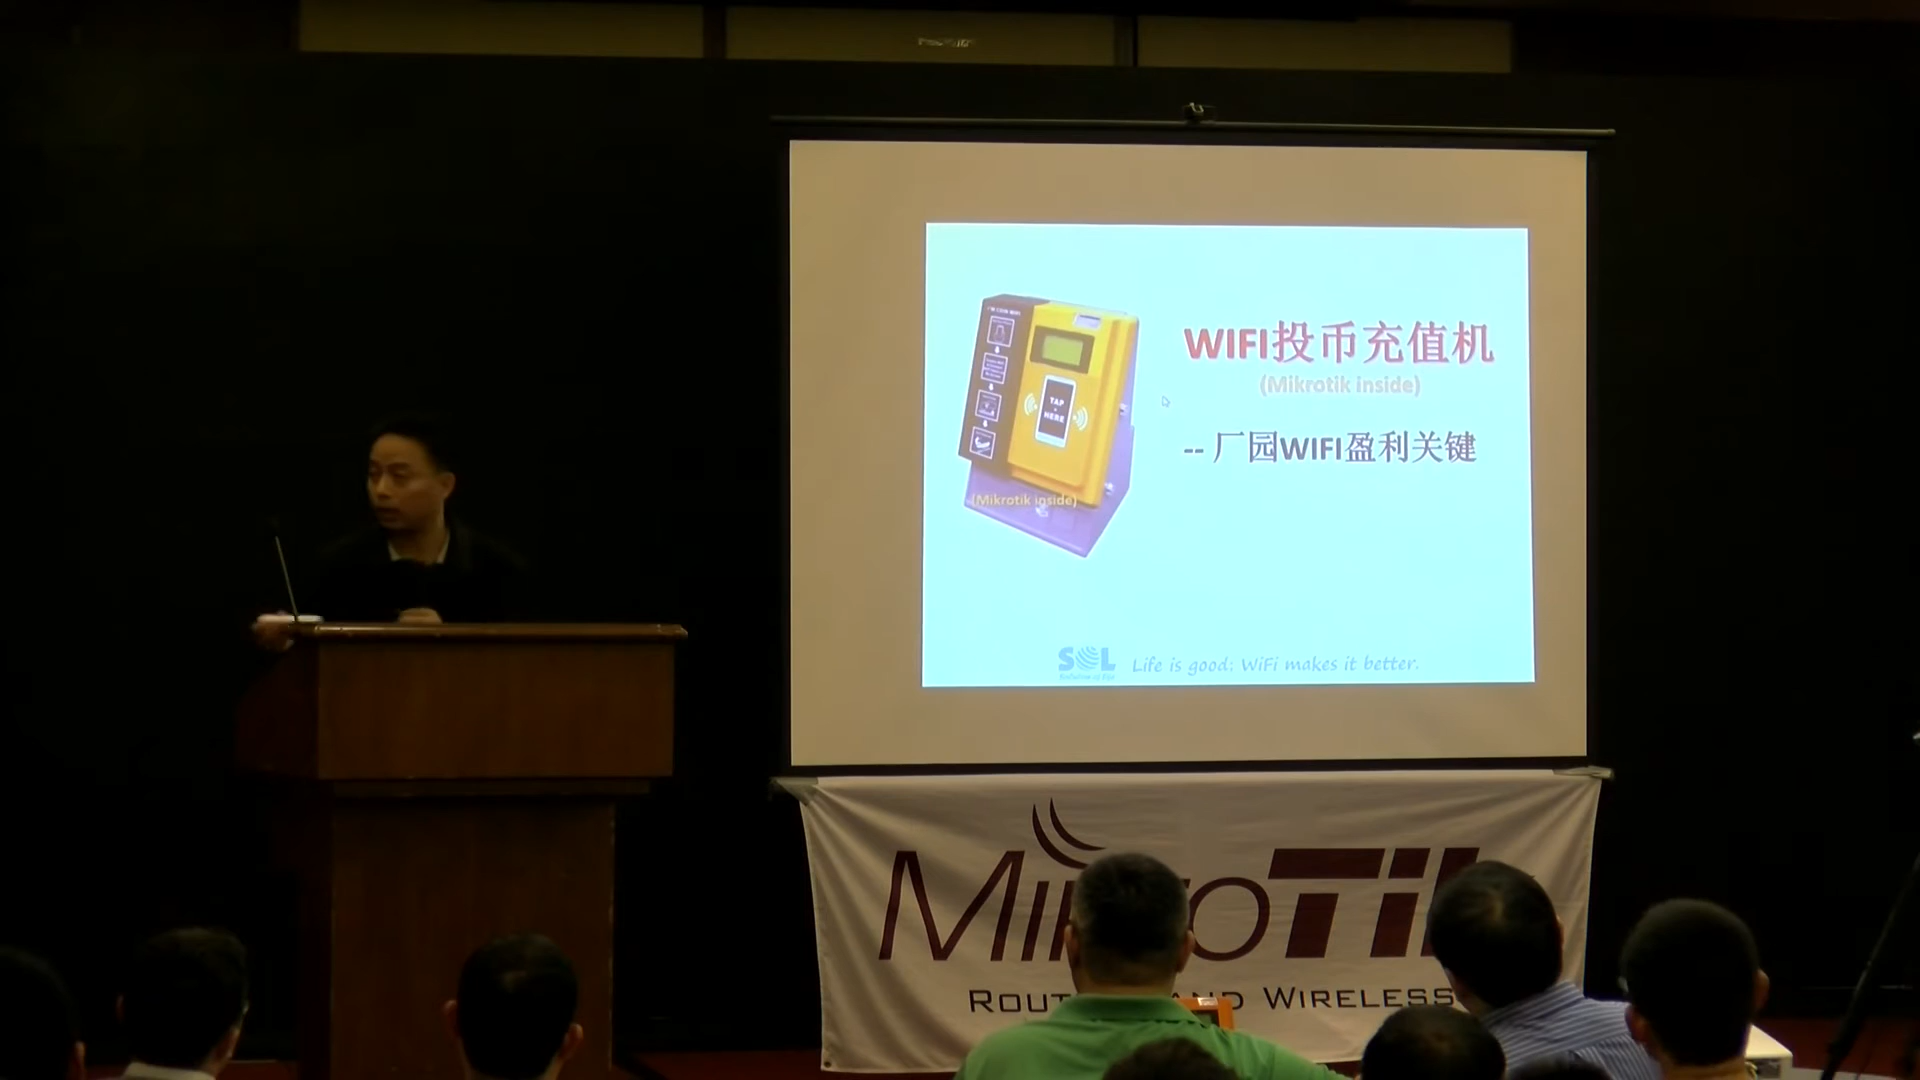 WIFI投币充值机
(Mikrotik inside)
-- 厂园WIFI盈利关键
TAP
HERE
(Mikrotik inside)
SOL
Life is good; WiFi makes it better.
MikroTik
AND WIRELESS